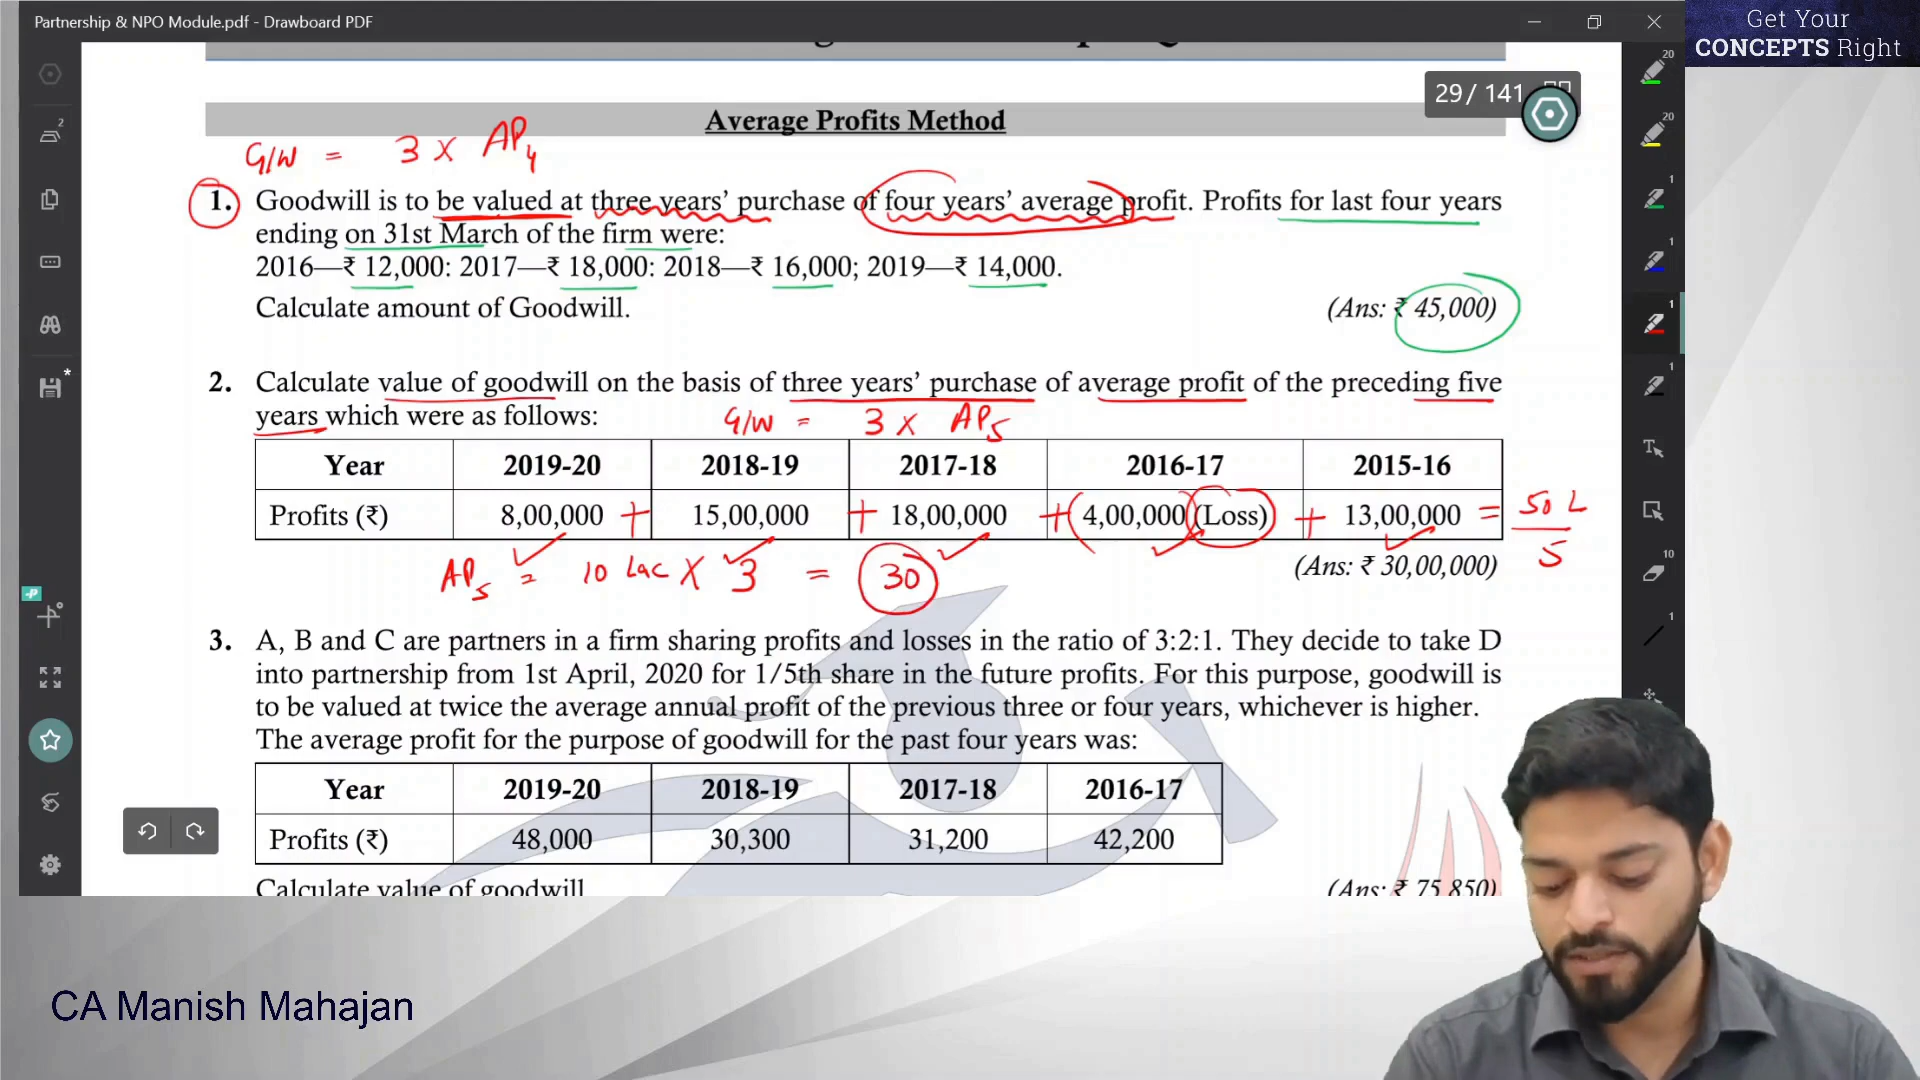 Partnership & NPO Module.pdf - Drawboard PDF
Get Your
CONCEPTS Right
29 / 141
Average Profits Method
G/W = 3 X AP4
1. Goodwill is to be valued at three years' purchase of four years' average profit. Profits for last four years
ending on 31st March of the firm were:
2016—₹ 12,000: 2017—₹ 18,000: 2018—₹ 16,000; 2019—₹ 14,000.
Calculate amount of Goodwill. (Ans: ₹ 45,000)
2. Calculate value of goodwill on the basis of three years' purchase of average profit of the preceding five
years which were as follows:
G/W = 3 X AP5
Year 2019-20 2018-19 2017-18 2016-17 2015-16
Profits (₹) 8,00,000 + 15,00,000 + 18,00,000 + (4,00,000) (Loss) + 13,00,000 = 50 L
5
AP5 = 10 Lac X 3 = 30
(Ans: ₹ 30,00,000)
3. A, B and C are partners in a firm sharing profits and losses in the ratio of 3:2:1. They decide to take D
into partnership from 1st April, 2020 for 1/5th share in the future profits. For this purpose, goodwill is
to be valued at twice the average annual profit of the previous three or four years, whichever is higher.
The average profit for the purpose of goodwill for the past four years was:
Year 2019-20 2018-19 2017-18 2016-17
Profits (₹) 48,000 30,300 31,200 42,200
Calculate value of goodwill (Ans: ₹ 75,850)
CA Manish Mahajan
2
20
20
1
1
1
1
10
1